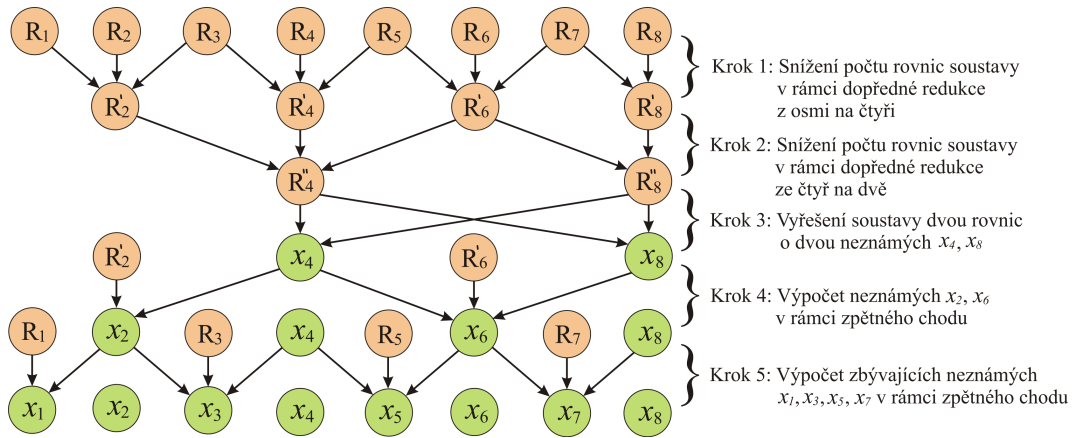 R1 R2 R3 R4 R5 R6 R7 R8
Krok 1: Snížení počtu rovnic soustavy
v rámci dopředné redukce
z osmi na čtyři
R'2 R'4 R'6 R'8
Krok 2: Snížení počtu rovnic soustavy
v rámci dopředné redukce
ze čtyř na dvě
R''4 R''8
Krok 3: Vyřešení soustavy dvou rovnic
o dvou neznámých x4, x8
R'2 x4 R'6 x8
Krok 4: Výpočet neznámých x2, x6
v rámci zpětného chodu
R1 x2 R3 x4 R5 x6 R7 x8
Krok 5: Výpočet zbývajících neznámých
x1, x3, x5, x7 v rámci zpětného chodu
x1 x2 x3 x4 x5 x6 x7 x8